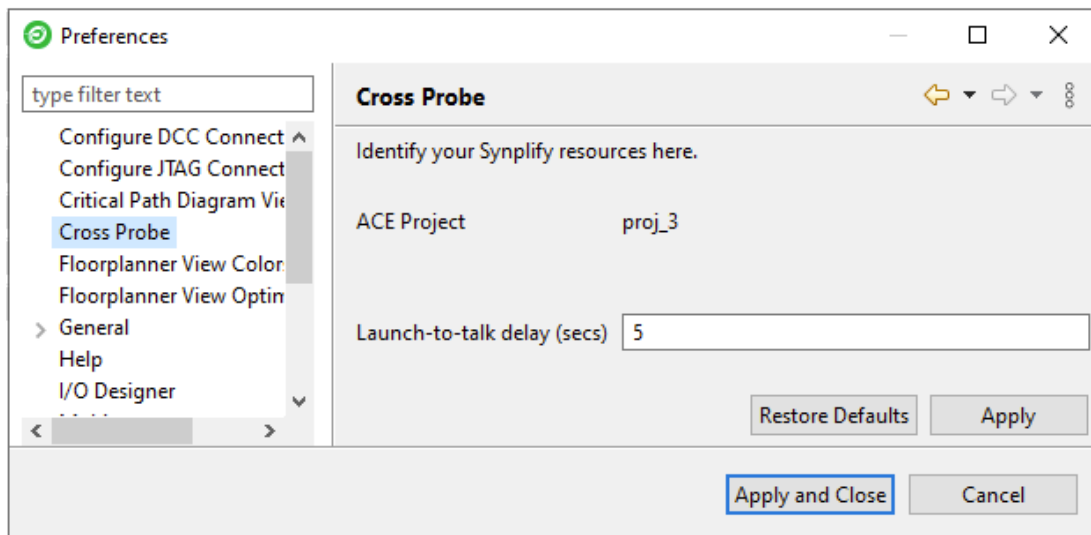 Preferences
type filter text
Configure DCC Connect
Configure JTAG Connect
Critical Path Diagram Vie
Cross Probe
Floorplanner View Color
Floorplanner View Optim
General
Help
I/O Designer
Cross Probe
Identify your Synplify resources here.
ACE Project proj_3
Launch-to-talk delay (secs) 5
Restore Defaults Apply
Apply and Close Cancel